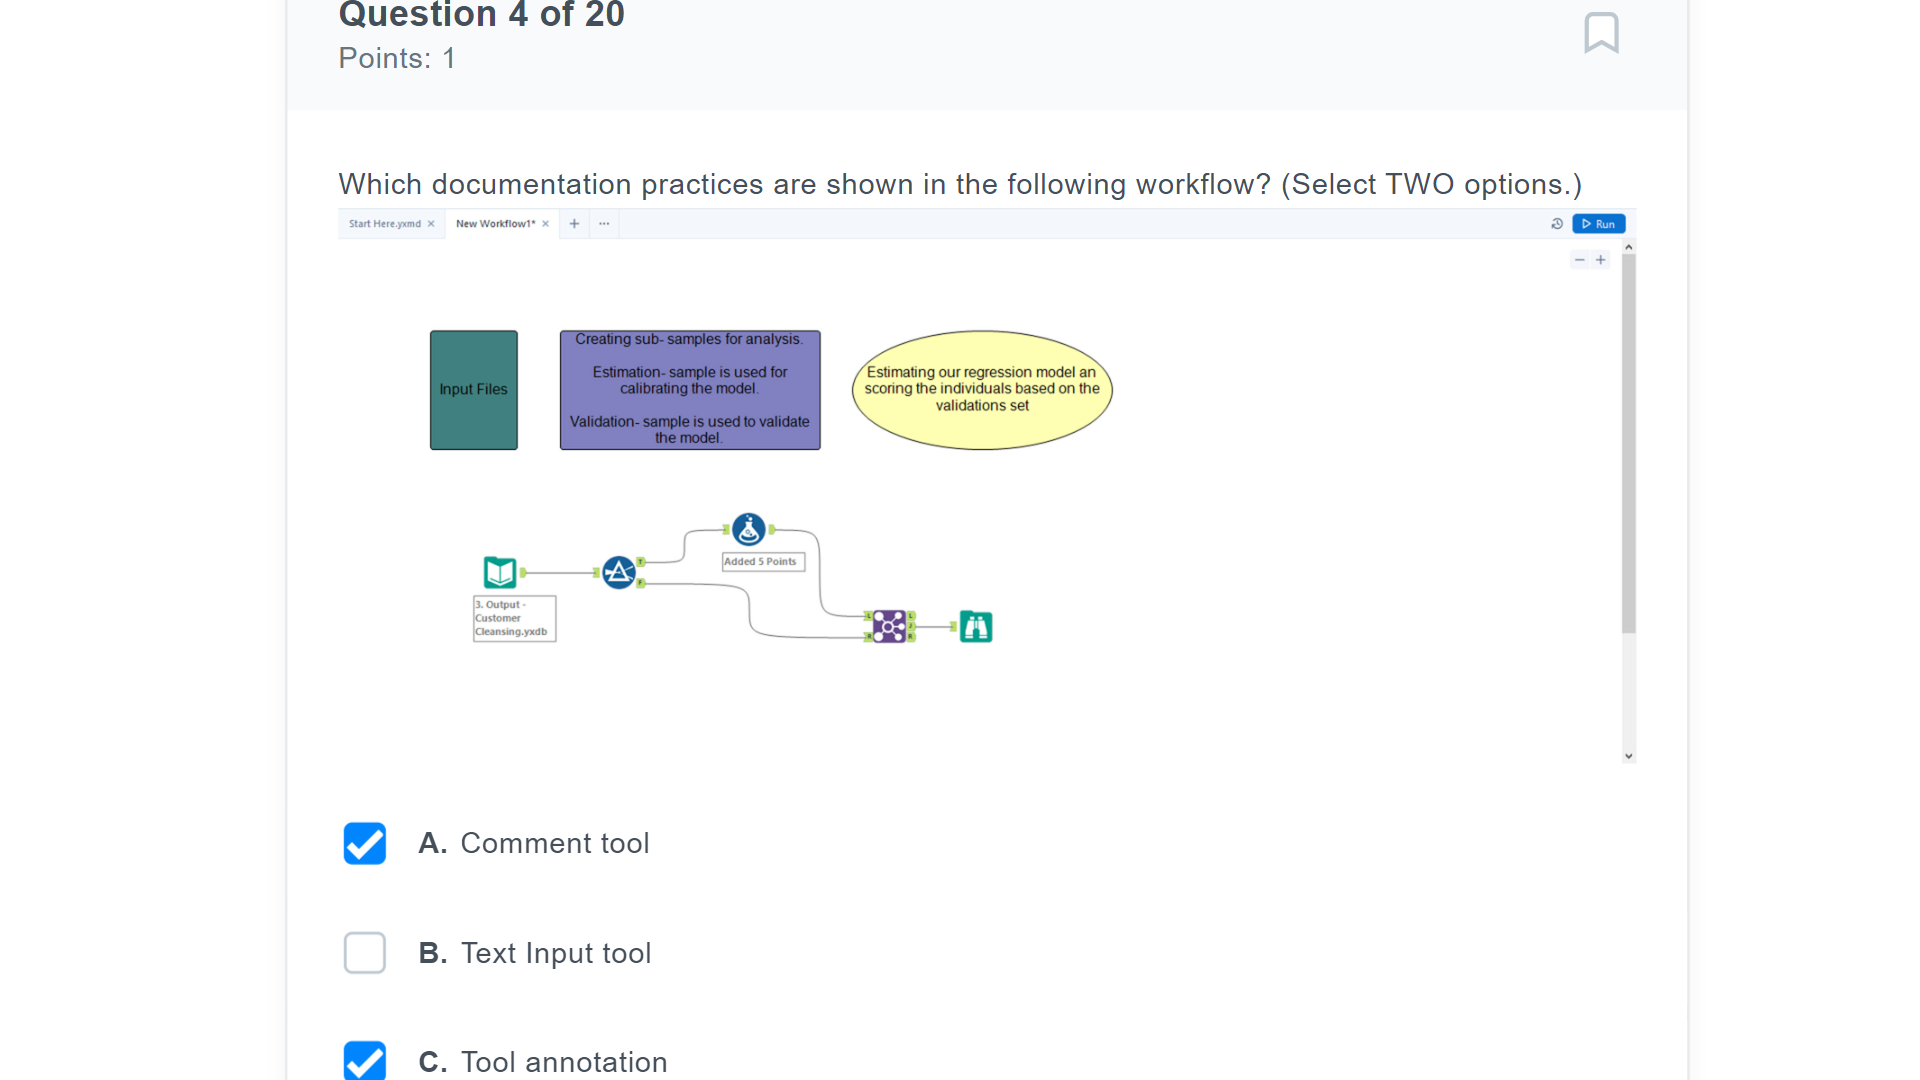 Question 4 of 20
Points: 1
Which documentation practices are shown in the following workflow? (Select TWO options.)
Start Here.yxmd × New Workflow1* × + ...
Run
− +
Input Files
Creating sub- samples for analysis.
Estimation- sample is used for
calibrating the model.
Validation- sample is used to validate
the model.
Estimating our regression model an
scoring the individuals based on the
validations set
T
F
Added 5 Points
3. Output -
Customer
Cleansing.yxdb
L L
J
R R
A. Comment tool
B. Text Input tool
C. Tool annotation